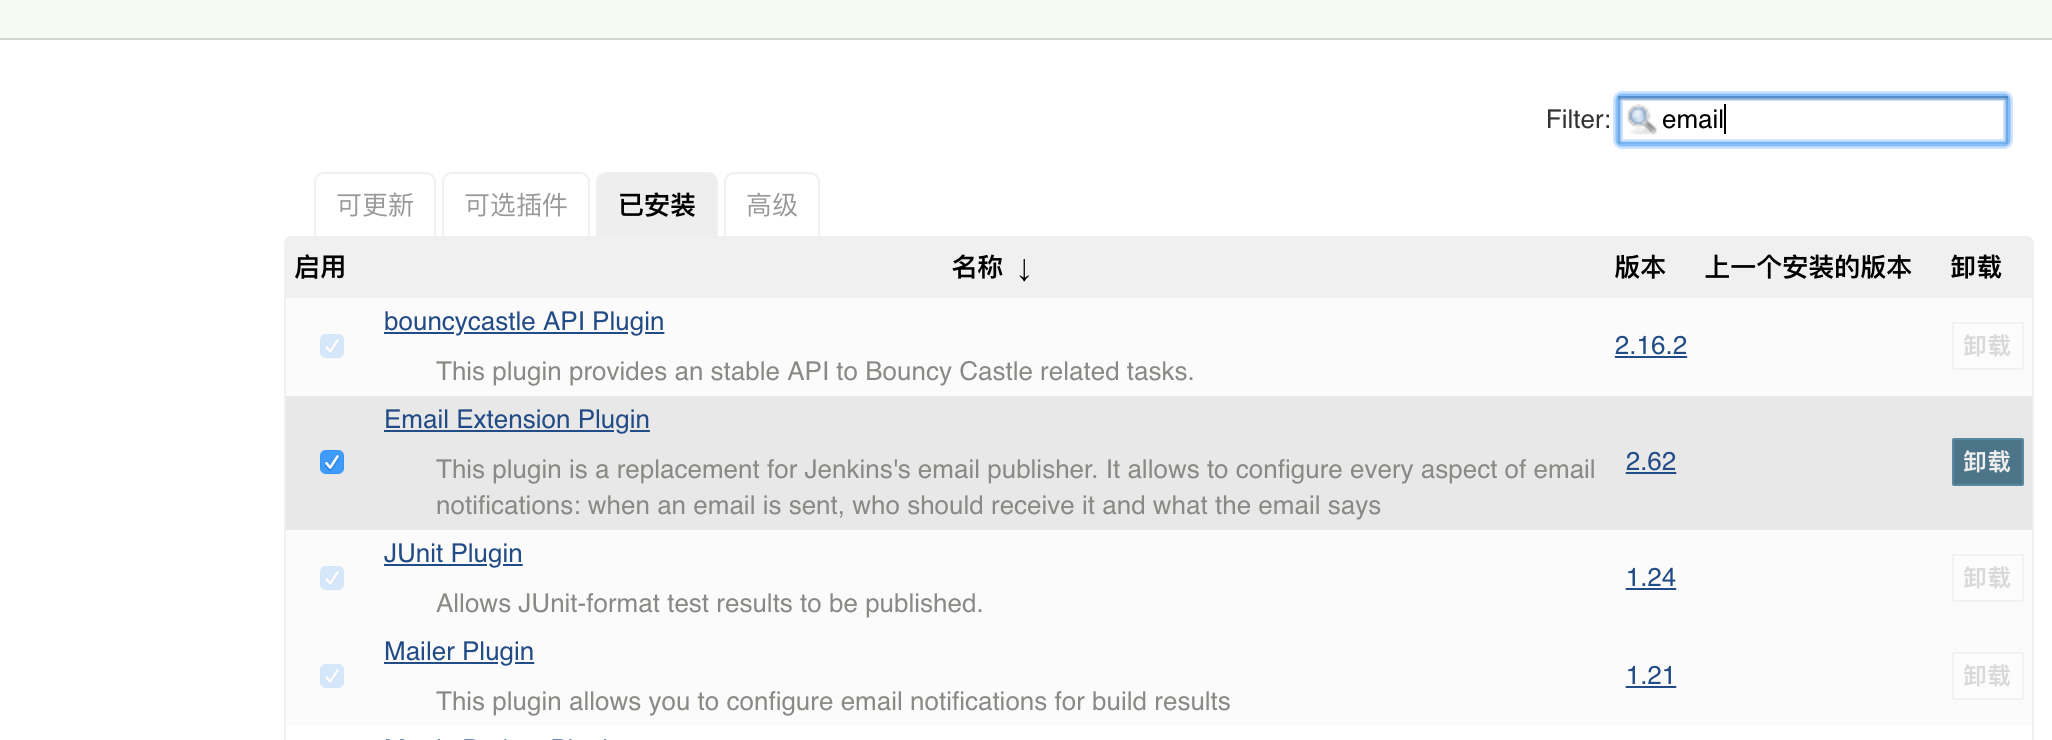 Filter: email
可更新 可选插件 已安装 高级
启用 名称 ↓ 版本 上一个安装的版本 卸载
bouncycastle API Plugin
This plugin provides an stable API to Bouncy Castle related tasks.
2.16.2 卸载
Email Extension Plugin
This plugin is a replacement for Jenkins's email publisher. It allows to configure every aspect of email
notifications: when an email is sent, who should receive it and what the email says
2.62 卸载
JUnit Plugin
Allows JUnit-format test results to be published.
1.24 卸载
Mailer Plugin
This plugin allows you to configure email notifications for build results
1.21 卸载